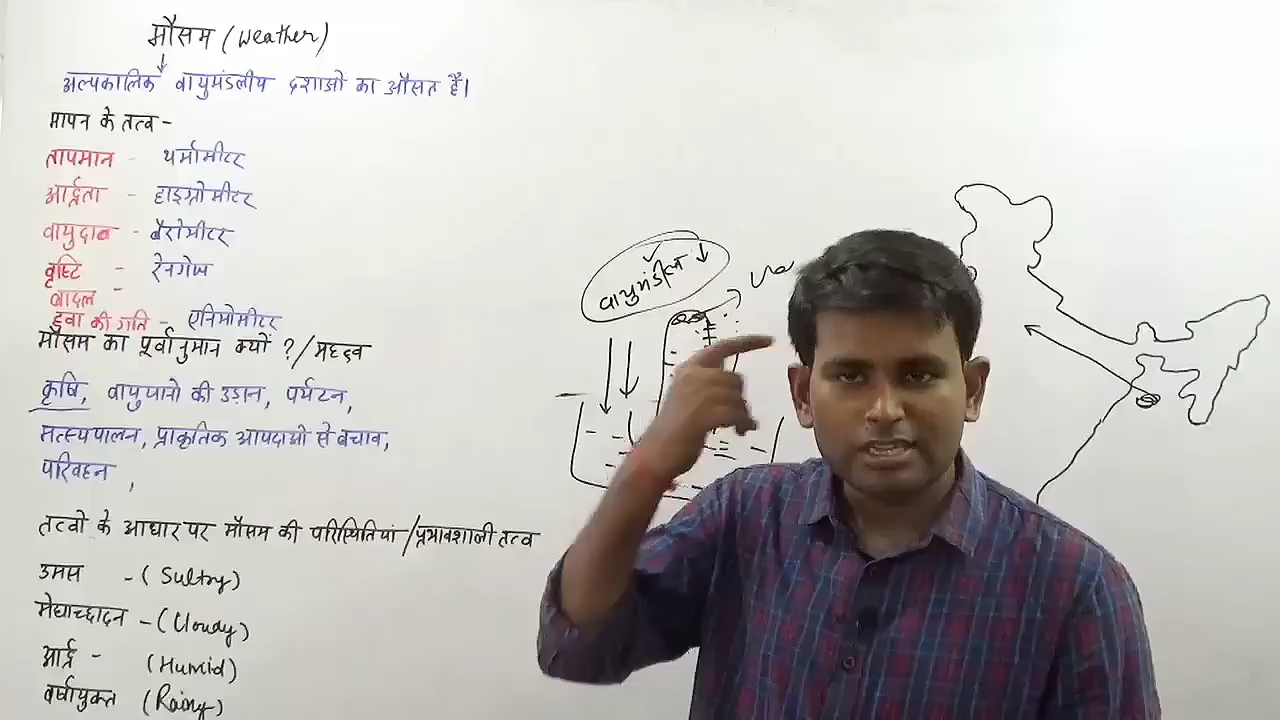 मौसम (Weather)
अल्पकालिक वायुमंडलीय दशाओं का औसत है।
मापन के तत्व -
तापमान - थर्मामीटर
आर्द्रता - हाइग्रोमीटर
वायुदाब - बैरोमीटर
वृष्टि - रेनगेज
बादल -
हवा की गति - एनिमोमीटर
मौसम का पूर्वानुमान क्यों ? / महत्व
कृषि, वायुयानो की उडान, पर्यटन,
मत्स्यपालन, प्राकृतिक आपदाओ से बचाव,
परिवहन ,
तत्वो के आधार पर मौसम की परिस्थितियां / प्रभावशाली तत्व
उमस - (Sultry)
मेघाच्छादन - (Cloudy)
आर्द्र - (Humid)
वर्षायुक्त (Rainy)
वायुमंडल